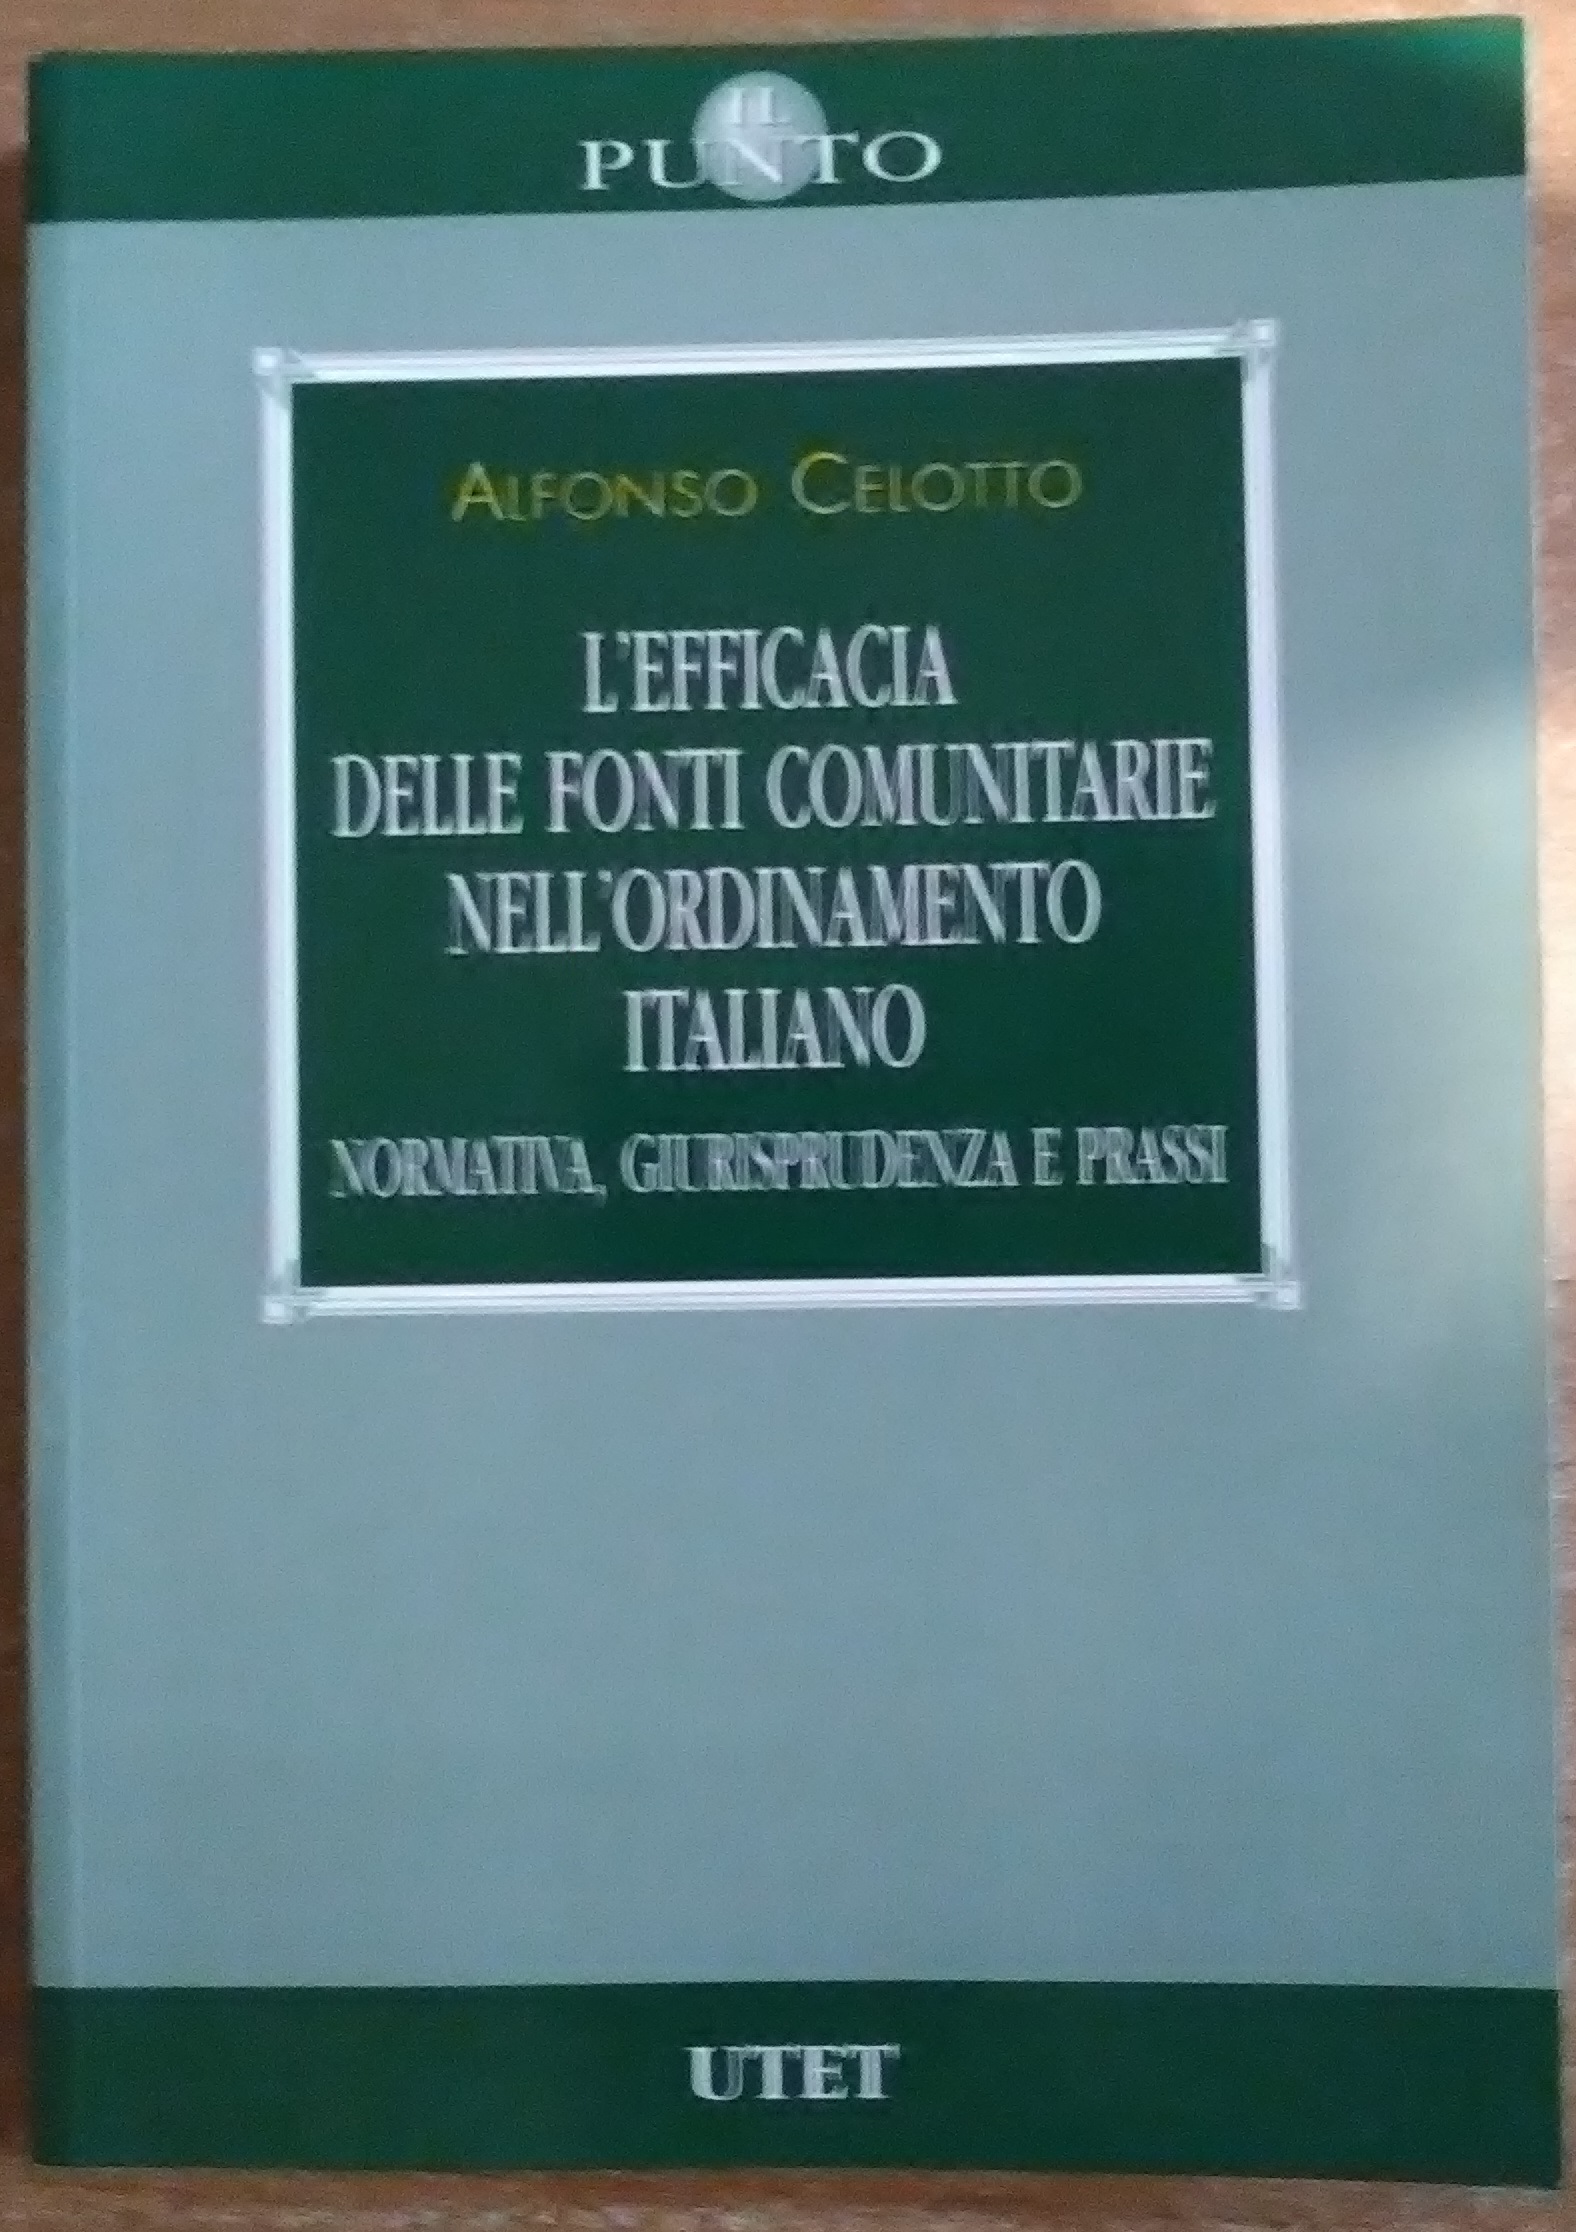 IL
PUNTO
ALFONSO CELOTTO
L'EFFICACIA
DELLE FONTI COMUNITARIE
NELL'ORDINAMENTO
ITALIANO
NORMATIVA, GIURISPRUDENZA E PRASSI
UTET